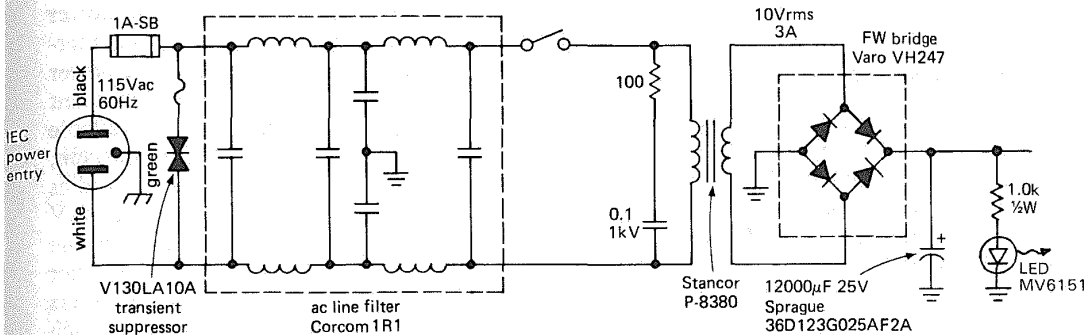 1A-SB
black
115Vac
60Hz
IEC
power
entry
green
white
V130LA10A
transient
suppressor
ac line filter
Corcom 1R1
100
0.1
1kV
Stancor
P-8380
10Vrms
3A
FW bridge
Varo VH247
12000μF 25V
Sprague
36D123G025AF2A
1.0k
½W
LED
MV6151